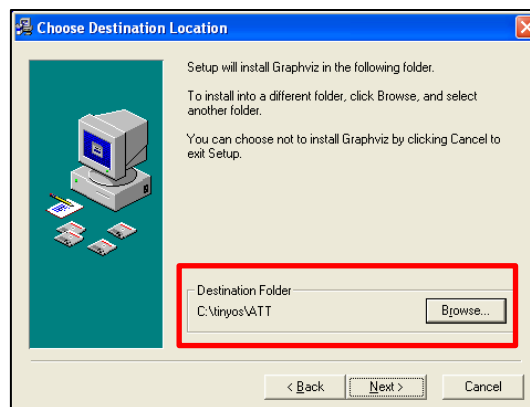 Choose Destination Location
Setup will install Graphviz in the following folder.
To install into a different folder, click Browse, and select
another folder.
You can choose not to install Graphviz by clicking Cancel to
exit Setup.
Destination Folder
C:\tinyos\ATT
Browse...
< Back
Next >
Cancel